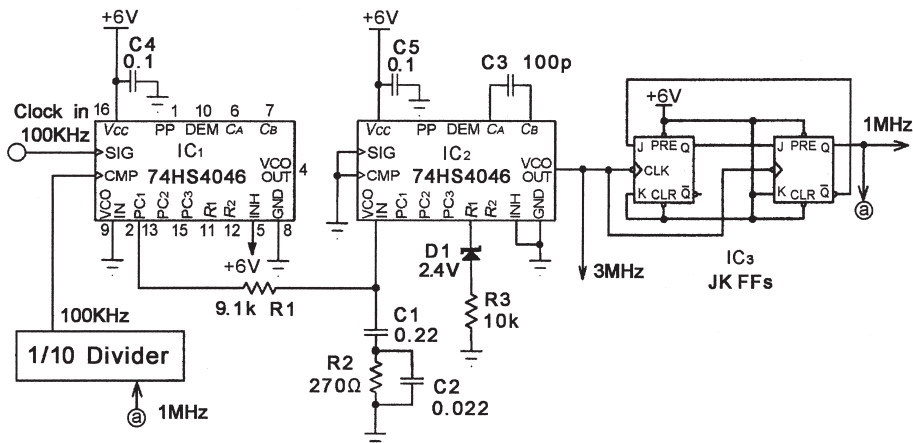 +6V
C4
0.1
16 1 10 6 7
Clock in
100KHz
Vcc PP DEM CA CB
SIG
IC1
VCO
OUT
4
CMP
74HS4046
VCO
IN
PC1
PC2
PC3
R1
R2
INH
GND
9 2 13 15 11 12 5 8
+6V
+6V
C5
0.1
C3 100p
Vcc PP DEM CA CB
SIG
IC2
VCO
OUT
CMP
74HS4046
VCO
IN
PC1
PC2
PC3
R1
R2
INH
GND
+6V
J PRE Q
CLK
K CLR Q̅
J PRE Q
K CLR Q̅
1MHz
ⓐ
IC3
JK FFs
3MHz
D1
2.4V
R3
10k
9.1k R1
C1
0.22
R2
270Ω
C2
0.022
100KHz
1/10 Divider
ⓐ
1MHz